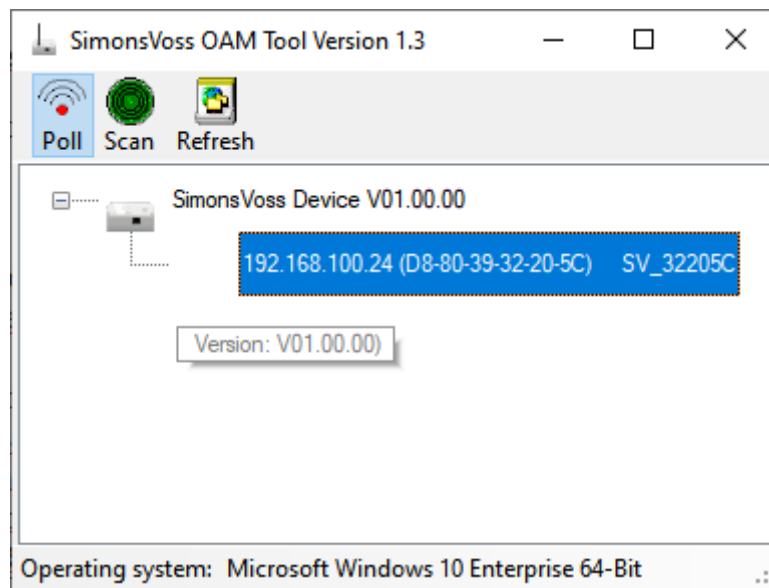 SimonsVoss OAM Tool Version 1.3
Poll Scan Refresh
SimonsVoss Device V01.00.00
192.168.100.24 (D8-80-39-32-20-5C) SV_32205C
Version: V01.00.00)
Operating system: Microsoft Windows 10 Enterprise 64-Bit